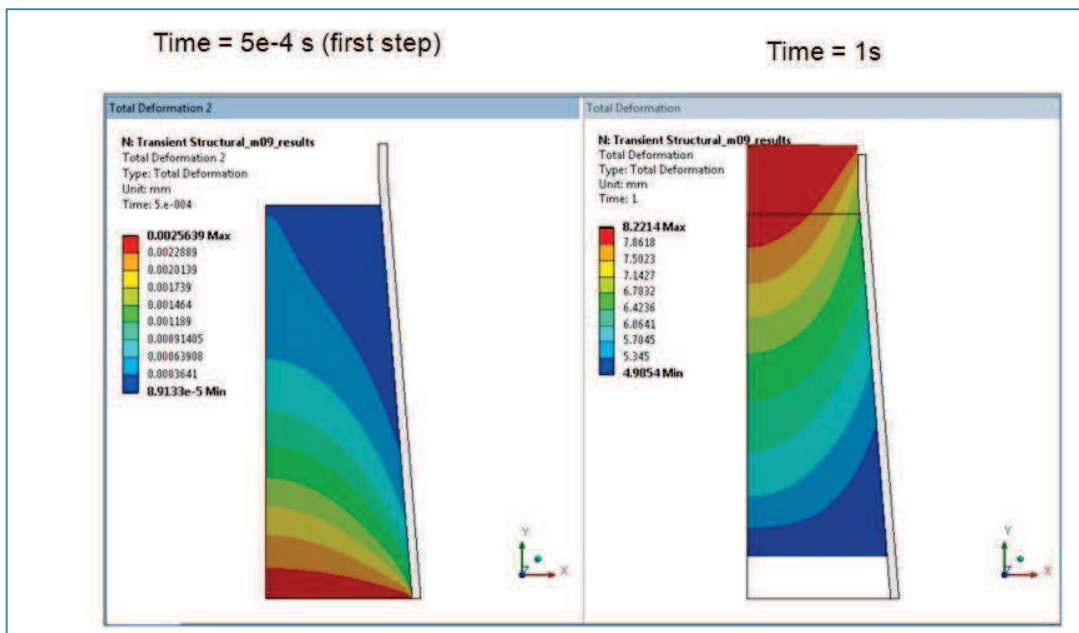 Time = 5e-4 s (first step)
Time = 1s
Total Deformation 2
N: Transient Structural_m09_results
Total Deformation 2
Type: Total Deformation
Unit: mm
Time: 5.e-004
0.0025639 Max
0.0022889
0.0020139
0.001739
0.001464
0.001189
0.00091405
0.00063908
0.0003641
8.9133e-5 Min
Y
Z
X
Total Deformation
N: Transient Structural_m09_results
Total Deformation
Type: Total Deformation
Unit: mm
Time: 1
8.2214 Max
7.8618
7.5023
7.1427
6.7832
6.4236
6.0641
5.7045
5.345
4.9854 Min
Y
Z
X